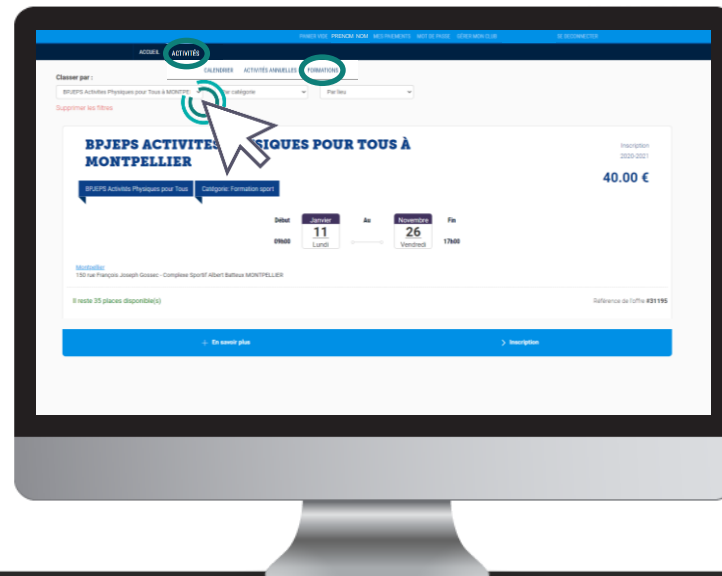 PANIER VIDE PRENOM NOM MES PAIEMENTS MOT DE PASSE GÉRER MON CLUB SE DECONNECTER
ACCUEIL ACTIVITÉS
CALENDRIER ACTIVITÉS ANNUELLES FORMATIONS
Classer par :
BPJEPS Activites Physiques pour Tous à MONTPE catégorie Par lieu
Supprimer les filtres
BPJEPS ACTIVITES PHYSIQUES POUR TOUS À
MONTPELLIER
Inscription
2020-2021
40.00 €
BPJEPS Activités Physiques pour Tous Catégorie: Formation sport
Début Janvier Au Novembre Fin
11 26
09h00 Lundi Vendredi 17h00
Montpellier
150 rue François Joseph Gossec - Complexe Sportif Albert Batteux MONTPELLIER
Il reste 35 places disponible(s) Référence de l'offre #31195
+ En savoir plus > Inscription